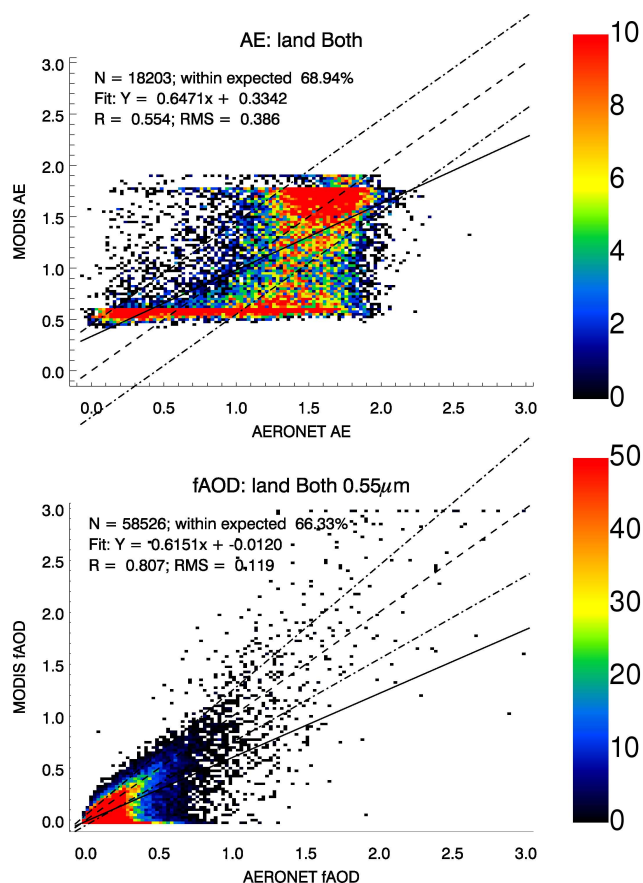 AE: land Both
N = 18203; within expected 68.94%
Fit: Y = 0.6471x + 0.3342
R = 0.554; RMS = 0.386
3.0
2.5
2.0
1.5
1.0
0.5
0.0
MODIS AE
0.0 0.5 1.0 1.5 2.0 2.5 3.0
AERONET AE
10
8
6
4
2
0
fAOD: land Both 0.55μm
N = 58526; within expected 66.33%
Fit: Y = 0.6151x + -0.0120
R = 0.807; RMS = 0.119
3.0
2.5
2.0
1.5
1.0
0.5
0.0
MODIS fAOD
0.0 0.5 1.0 1.5 2.0 2.5 3.0
AERONET fAOD
50
40
30
20
10
0